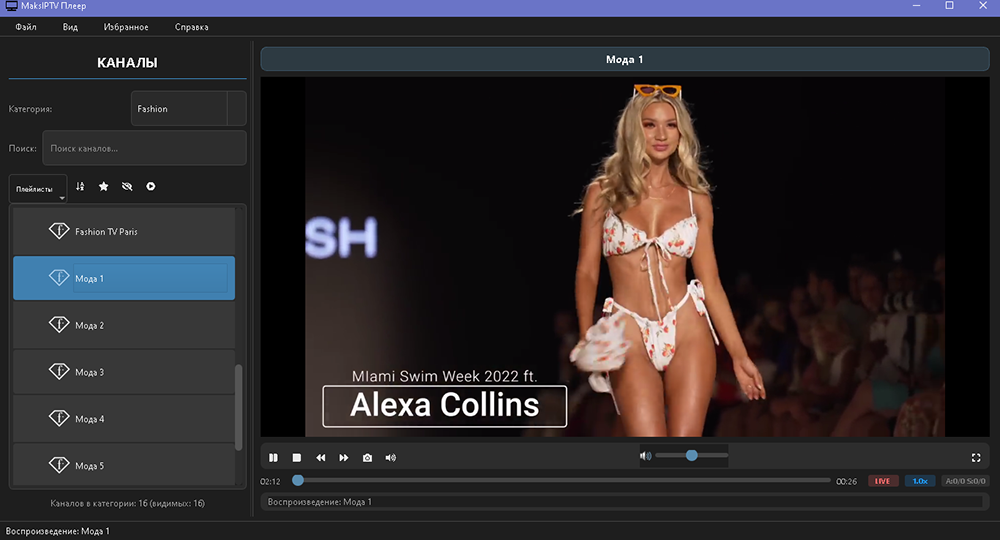 MaksIPTV Плеер
Файл Вид Избранное Справка
КАНАЛЫ
Категория: Fashion
Поиск: Поиск каналов...
Плейлисты
Fashion TV Paris
Мода 1
Мода 2
Мода 3
Мода 4
Мода 5
Каналов в категории: 16 (видимых: 16)
Мода 1
SH
MIami Swim Week 2022 ft.
Alexa Collins
02:12 00:26 LIVE 1.0x A:0/0 S:0/0
Воспроизведение: Мода 1
Воспроизведение: Мода 1